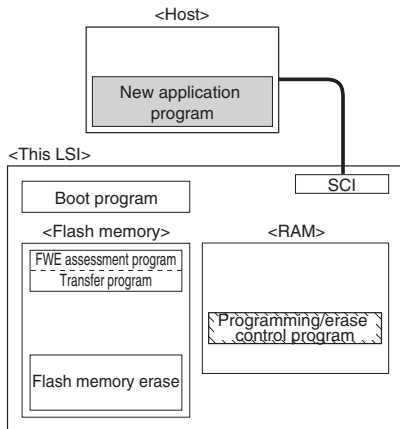 <Host>
New application
program
<This LSI>
SCI
Boot program
<Flash memory>
<RAM>
FWE assessment program
Transfer program
Programming/erase
control program
Flash memory erase